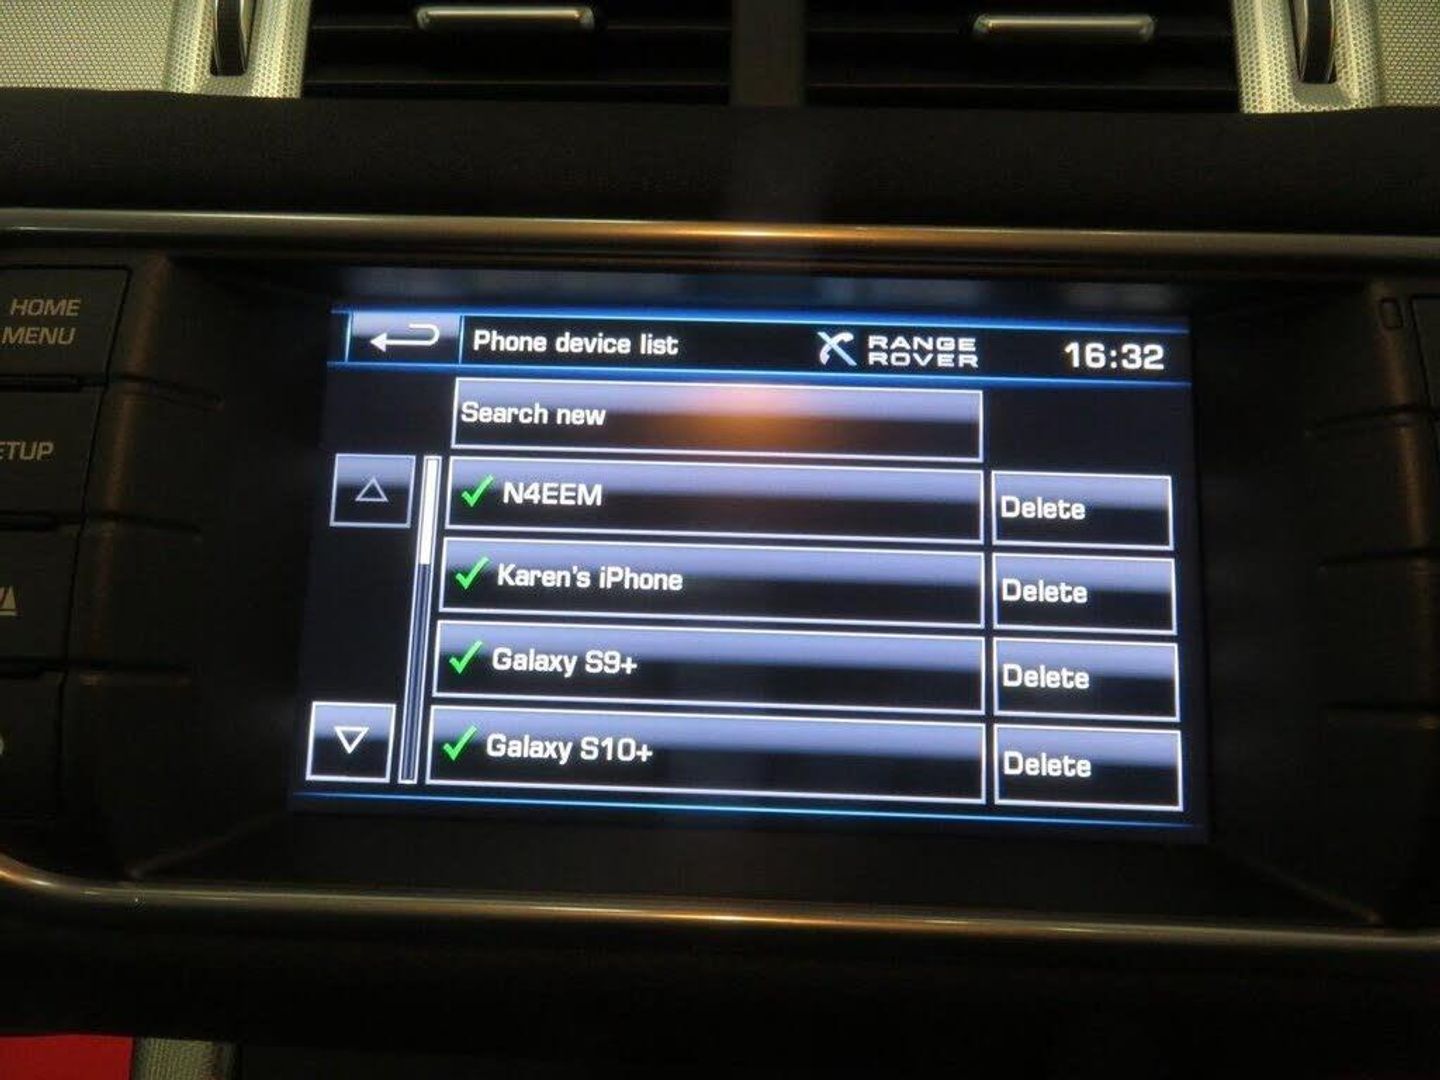 HOME
MENU
ETUP
Phone device list
RANGE
ROVER
16:32
Search new
N4EEM
Delete
Karen's iPhone
Delete
Galaxy S9+
Delete
Galaxy S10+
Delete